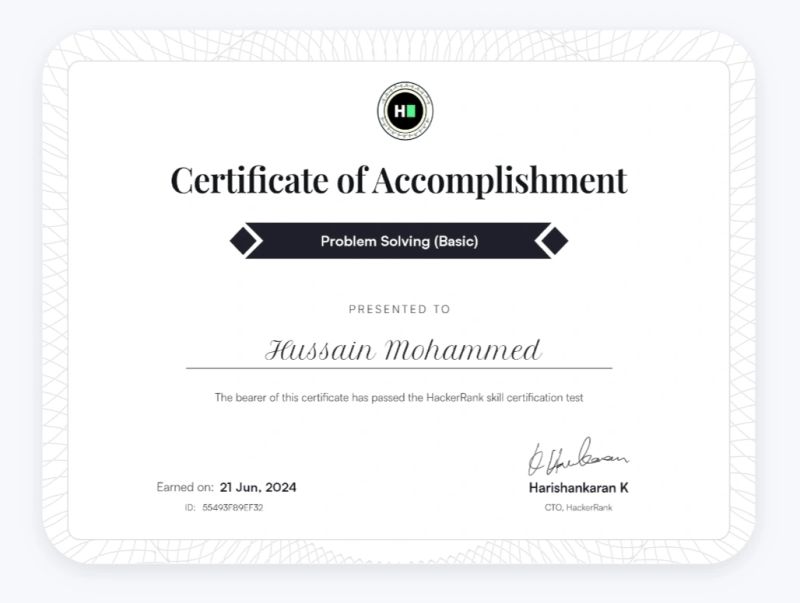 H
Certificate of Accomplishment
Problem Solving (Basic)
PRESENTED TO
Hussain Mohammed
The bearer of this certificate has passed the HackerRank skill certification test
Earned on: 21 Jun, 2024
ID: 55493F89EF32
Harishankaran K
CTO, HackerRank